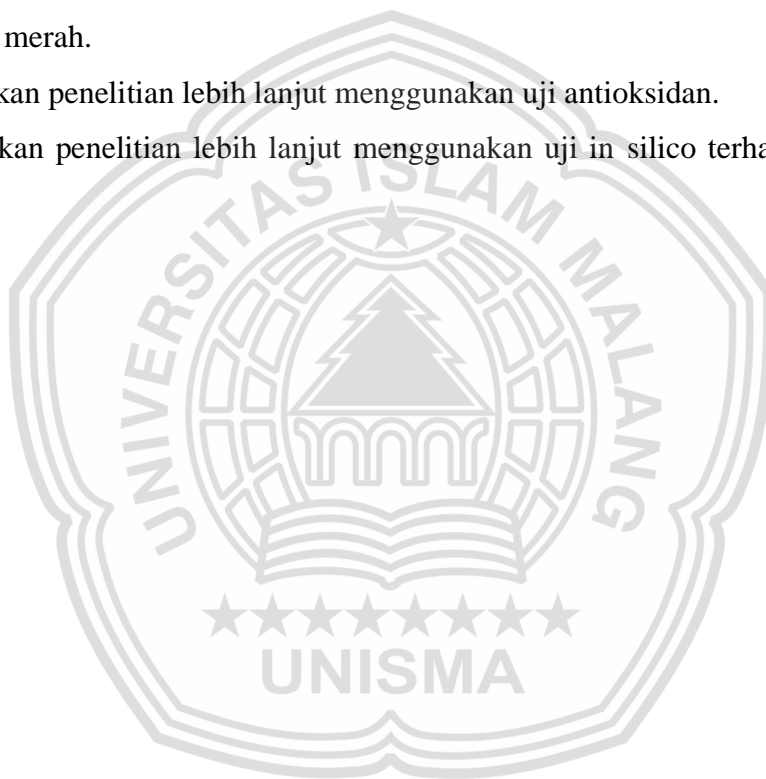 merah.
kan penelitian lebih lanjut menggunakan uji antioksidan.
kan penelitian lebih lanjut menggunakan uji in silico terha
UNIVERSITAS ISLAM MALANG
UNISMA